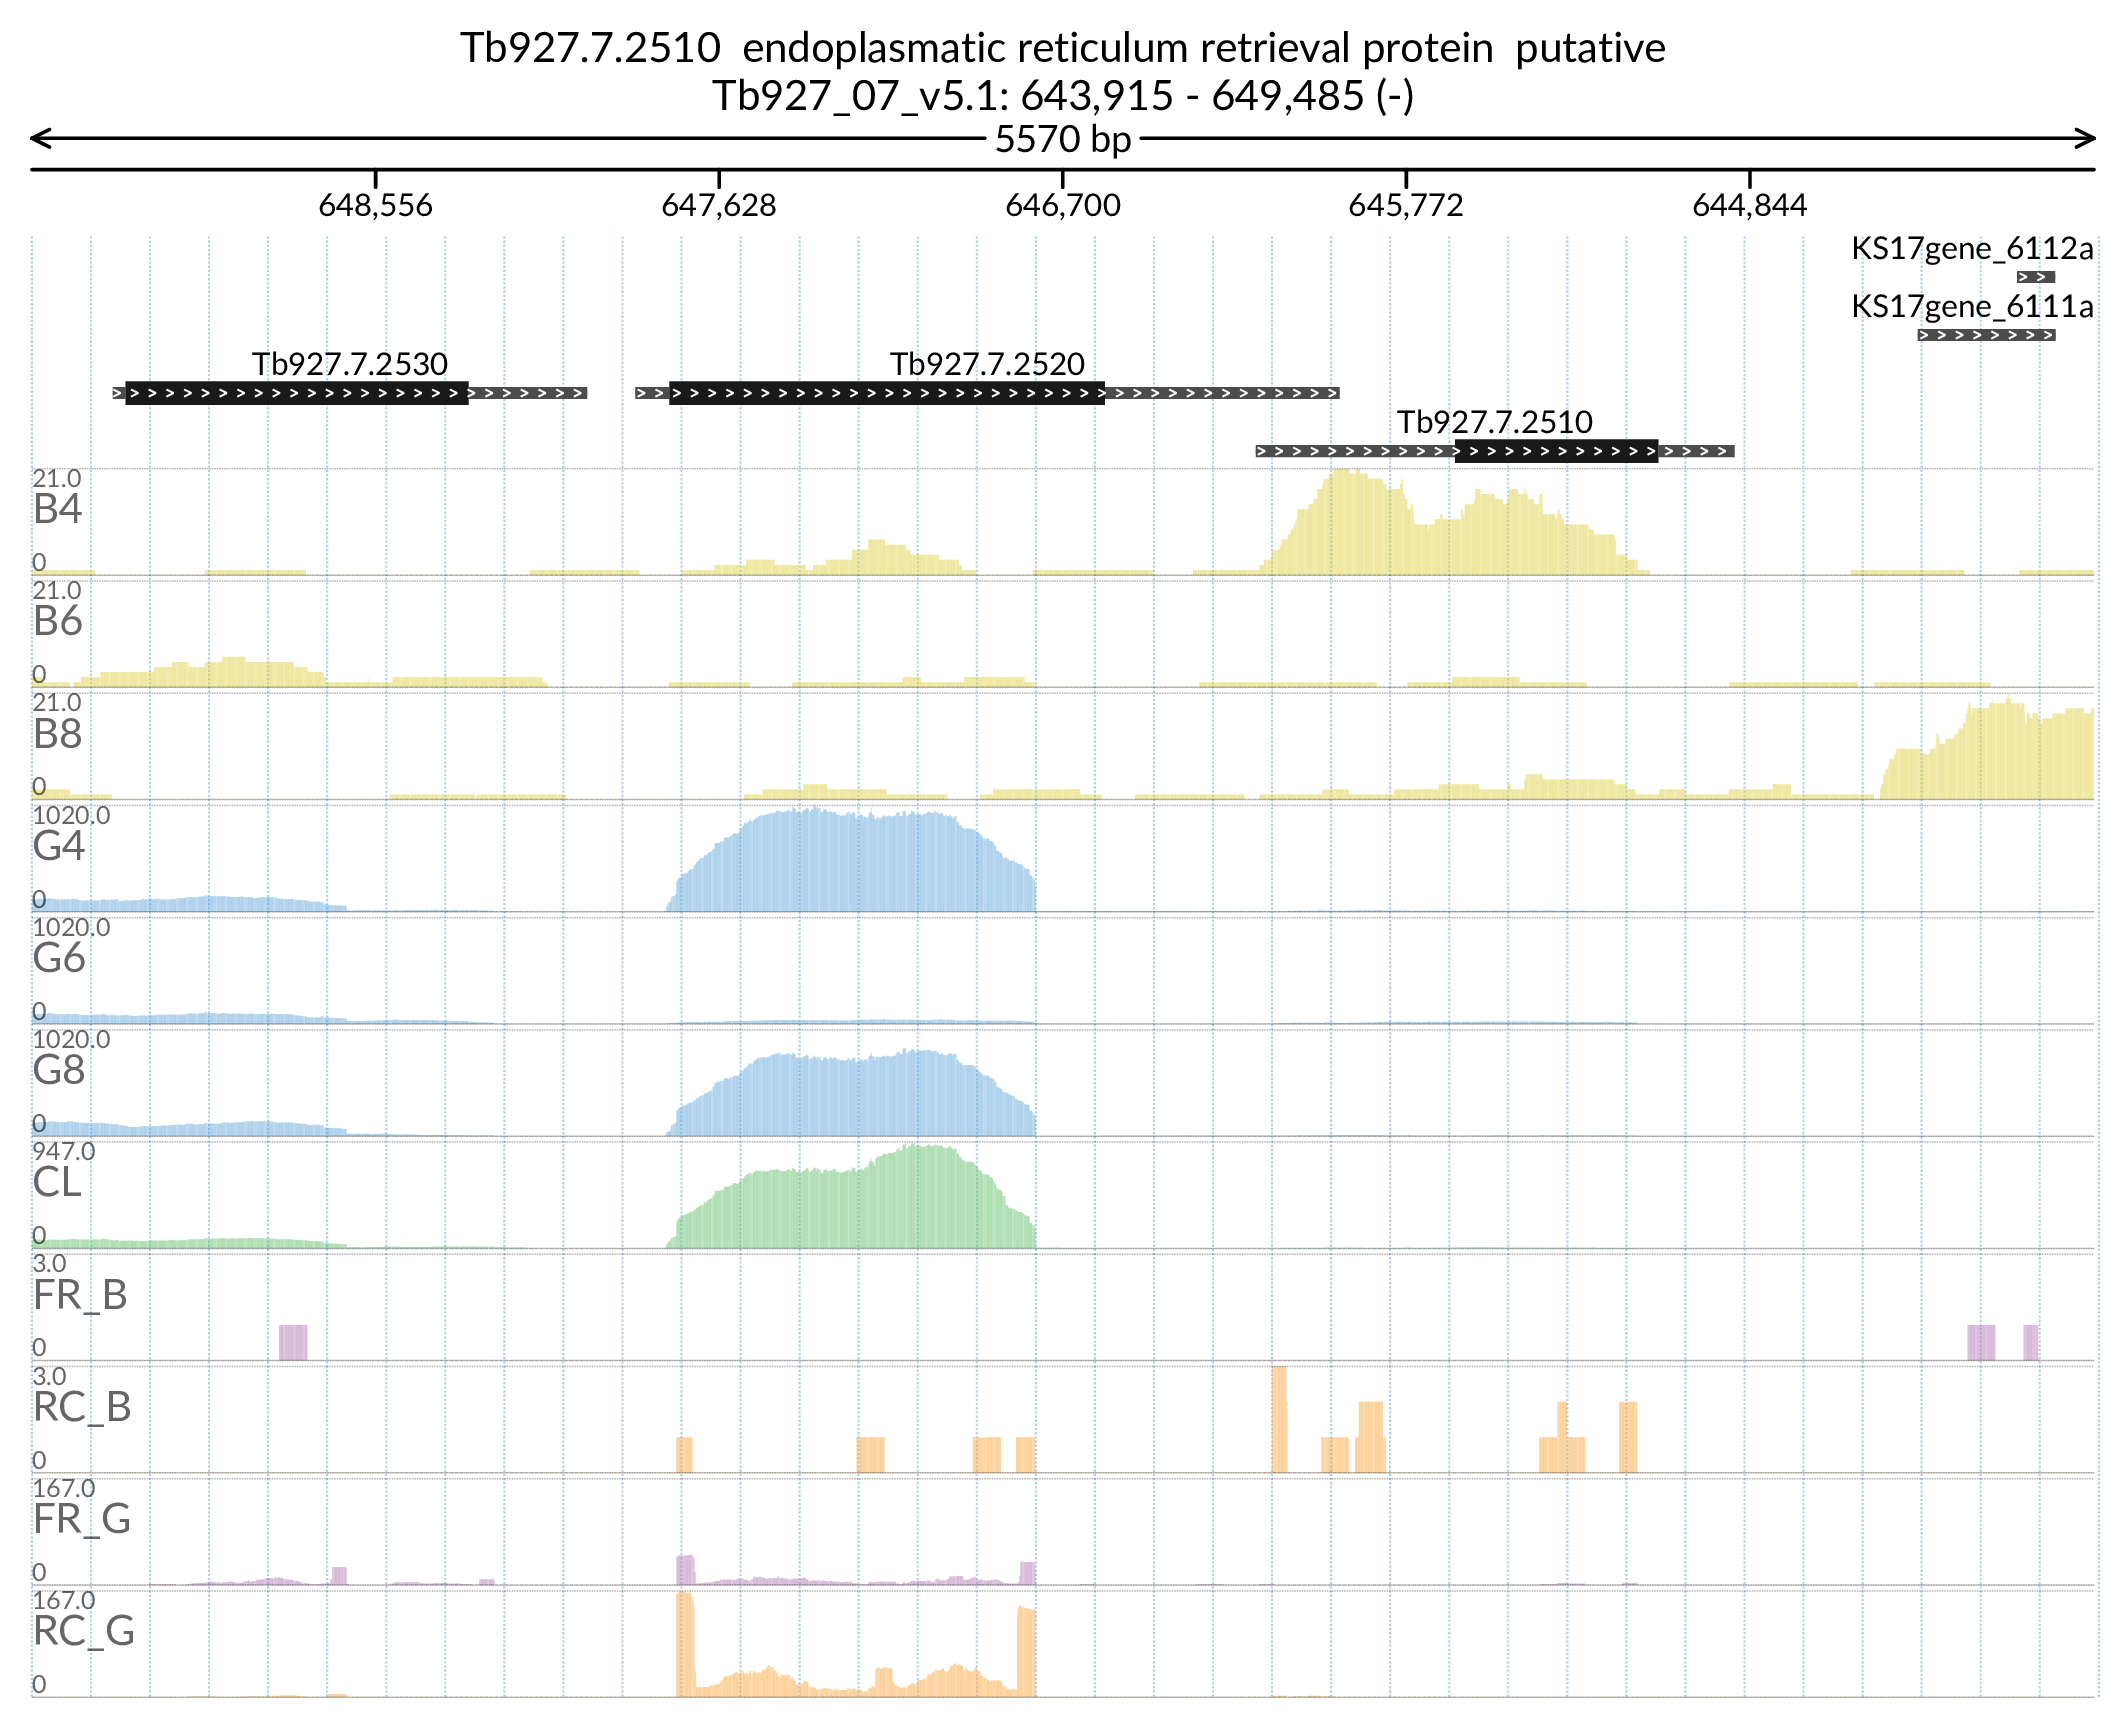 Tb927.7.2510  endoplasmatic reticulum retrieval protein  putative
Tb927_07_v5.1: 643,915 - 649,485 (-)
5570 bp
648,556 647,628 646,700 645,772 644,844
KS17gene_6112a
KS17gene_6111a
Tb927.7.2530 Tb927.7.2520
Tb927.7.2510
21.0
B4
0
21.0
B6
0
21.0
B8
0
1020.0
G4
0
1020.0
G6
0
1020.0
G8
0
947.0
CL
0
3.0
FR_B
0
3.0
RC_B
0
167.0
FR_G
0
167.0
RC_G
0